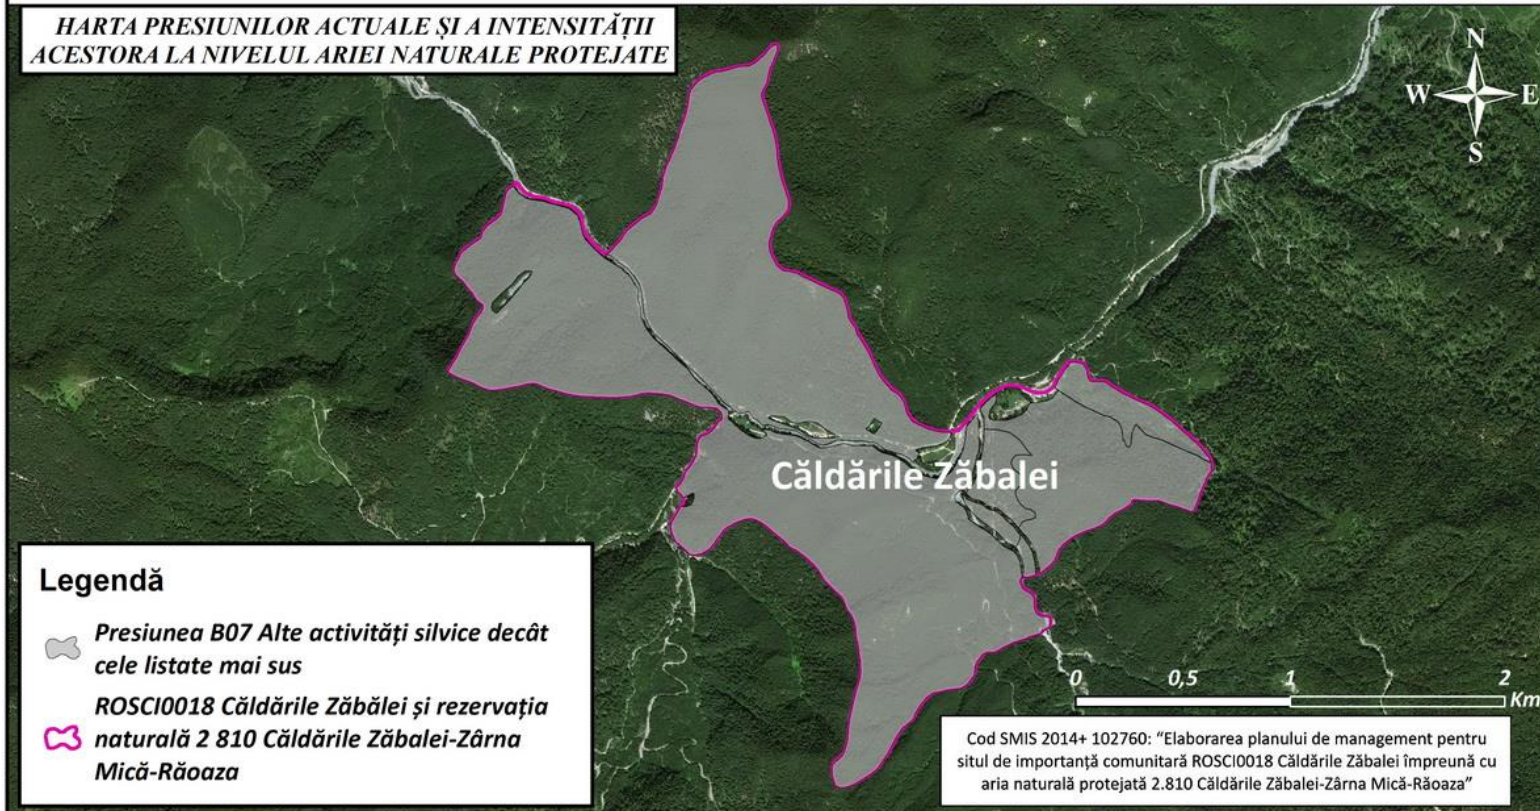 HARTA PRESIUNILOR ACTUALE ȘI A INTENSITĂȚII
ACESTORA LA NIVELUL ARIEI NATURALE PROTEJATE
N
W E
S
Căldările Zăbalei
Legendă
Presiunea B07 Alte activități silvice decât
cele listate mai sus
ROSCI0018 Căldările Zăbălei și rezervația
naturală 2 810 Căldările Zăbalei-Zârna
Mică-Răoaza
0 0,5 1 2
Km
Cod SMIS 2014+ 102760: “Elaborarea planului de management pentru
situl de importanță comunitară ROSCI0018 Căldările Zăbalei împreună cu
aria naturală protejată 2.810 Căldările Zăbalei-Zârna Mică-Răoaza”